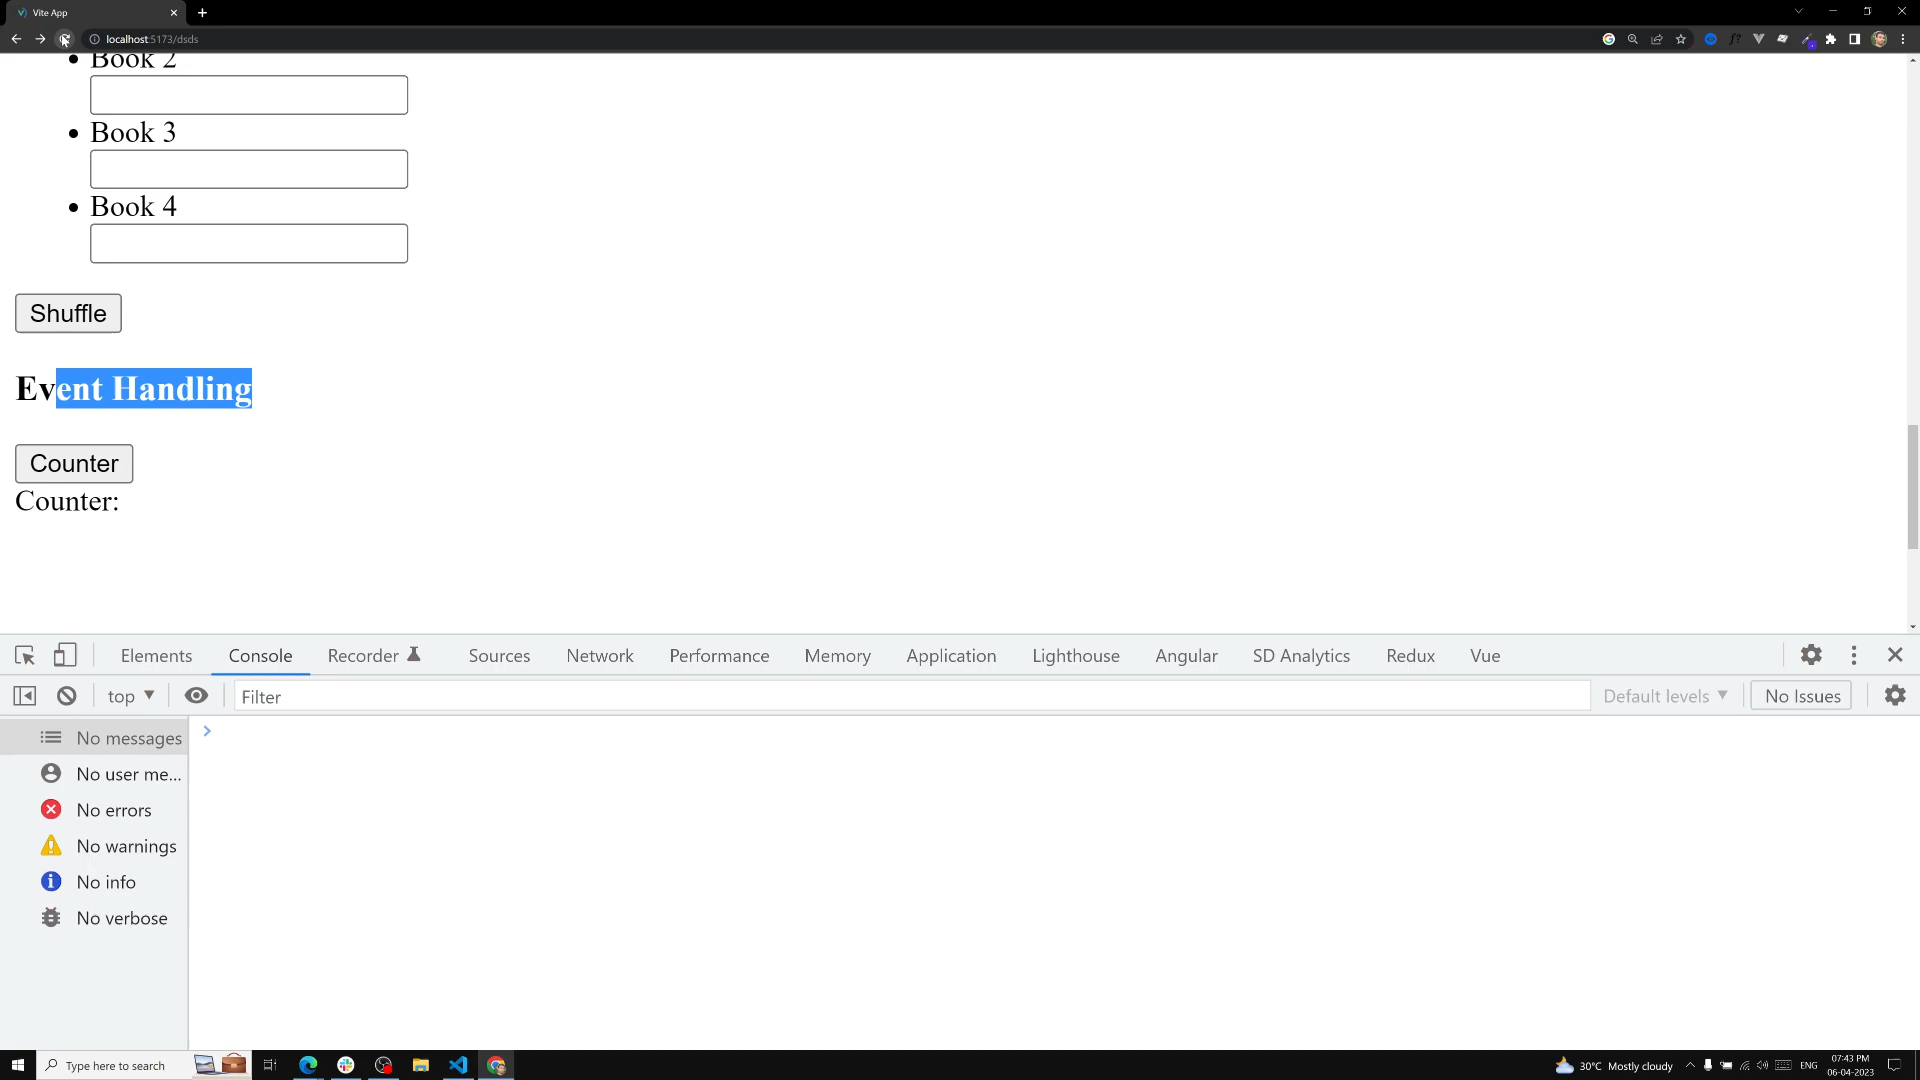 Vite App
localhost:5173/dsds
Book 2
Book 3
Book 4
Shuffle
Event Handling
Counter
Counter:
Elements Console Recorder Sources Network Performance Memory Application Lighthouse Angular SD Analytics Redux Vue
top Filter Default levels No Issues
No messages
No user me...
No errors
No warnings
No info
No verbose
Type here to search
30°C Mostly cloudy
ENG
07:43 PM
06-04-2023